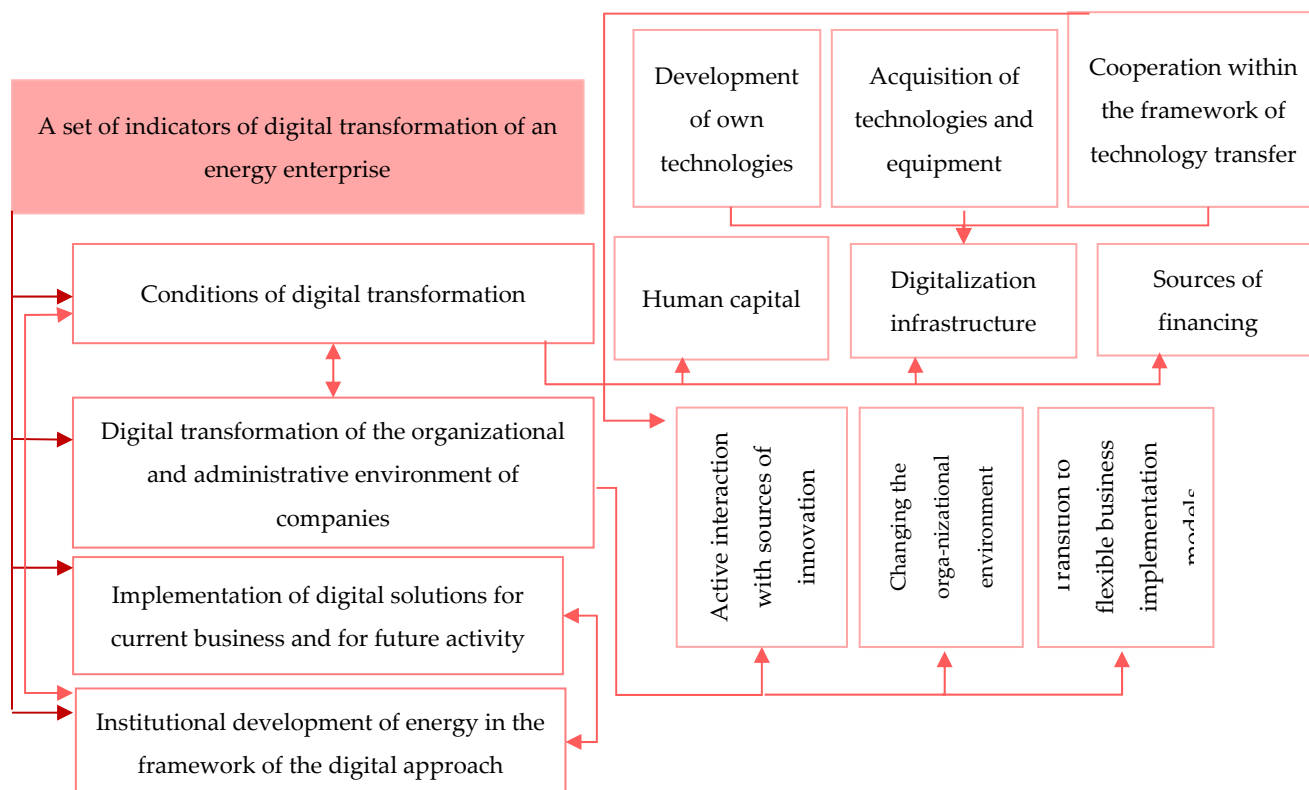 A set of indicators of digital transformation of an
energy enterprise
Development
of own
technologies
Acquisition of
technologies and
equipment
Cooperation within
the framework of
technology transfer
Conditions of digital transformation
Human capital
Digitalization
infrastructure
Sources of
financing
Digital transformation of the organizational
and administrative environment of
companies
Active interaction
with sources of
innovation
Changing the
orga-nizational
environment
Transition to
flexible business
implementation
models
Implementation of digital solutions for
current business and for future activity
Institutional development of energy in the
framework of the digital approach